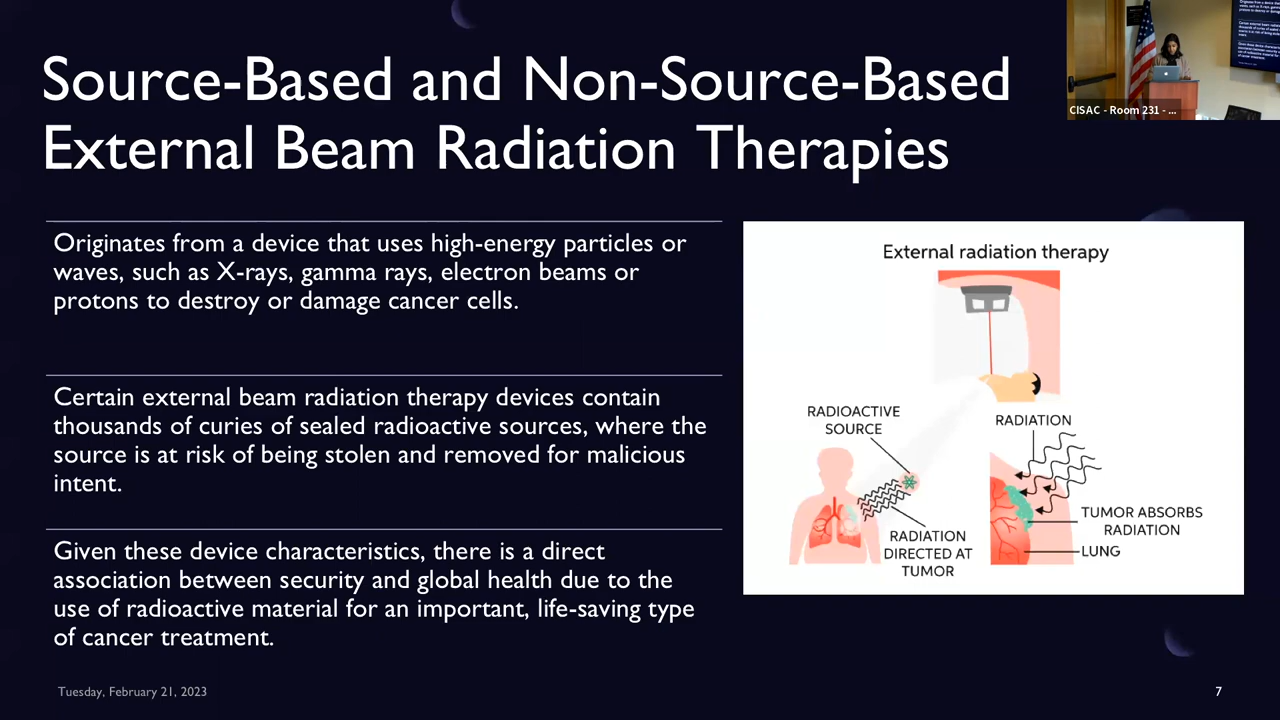 Source-Based and Non-Source-Based
External Beam Radiation Therapies
CISAC - Room 231 - ...
Originates from a device that uses high-energy particles or
waves, such as X-rays, gamma rays, electron beams or
protons to destroy or damage cancer cells.
Certain external beam radiation therapy devices contain
thousands of curies of sealed radioactive sources, where the
source is at risk of being stolen and removed for malicious
intent.
Given these device characteristics, there is a direct
association between security and global health due to the
use of radioactive material for an important, life-saving type
of cancer treatment.
External radiation therapy
RADIOACTIVE
SOURCE
RADIATION
RADIATION
DIRECTED AT
TUMOR
TUMOR ABSORBS
RADIATION
LUNG
Tuesday, February 21, 2023
7